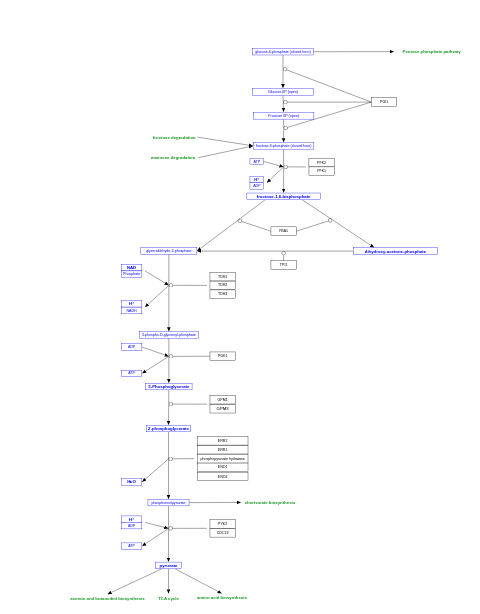 glucose-6-phosphate (closed form)
Pentose phosphate pathway
Glucose 6P (open)
PGI1
Fructose 6P (open)
fructose degradation
fructose-6-phosphate (closed form)
mannose degradation
ATP
PFK2
PFK1
H+
ADP
fructose-1,6-bisphosphate
FBA1
glyceraldehyde-3-phosphate
dihydroxy-acetone-phosphate
TPI1
NAD
Phosphate
TDH1
TDH2
TDH3
H+
NADH
3-phospho-D-glyceroyl-phosphate
ADP
PGK1
ATP
3-Phosphoglycerate
GPM1
GPM3
2-phosphoglycerate
ERR2
ERR1
phosphopyruvate hydratase
ENO1
ENO2
H2O
phosphoenolpyruvate
chorismate biosynthesis
H+
ADP
PYK2
CDC19
ATP
pyruvate
acetoin and butanediol biosynthesis
TCA cycle
amino acid biosynthesis